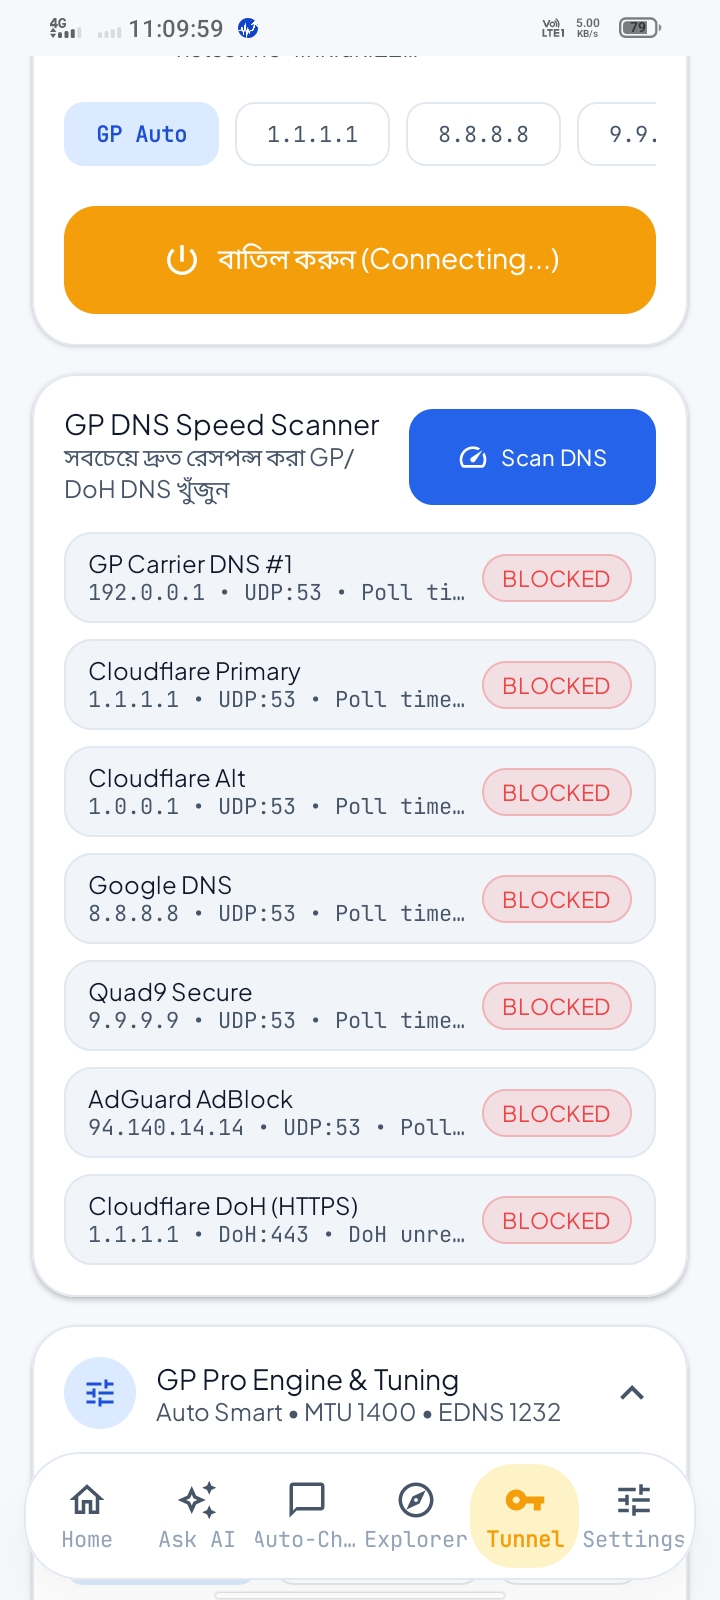 4G 11:09:59 Vo) LTE1 5.00 KB/s 79
GP Auto 1.1.1.1 8.8.8.8 9.9.
বাতিল করুন (Connecting...)
GP DNS Speed Scanner
সবচেয়ে দ্রুত রেসপন্স করা GP/
DoH DNS খুঁজুন
Scan DNS
GP Carrier DNS #1
192.0.0.1 • UDP:53 • Poll ti…
BLOCKED
Cloudflare Primary
1.1.1.1 • UDP:53 • Poll time…
BLOCKED
Cloudflare Alt
1.0.0.1 • UDP:53 • Poll time…
BLOCKED
Google DNS
8.8.8.8 • UDP:53 • Poll time…
BLOCKED
Quad9 Secure
9.9.9.9 • UDP:53 • Poll time…
BLOCKED
AdGuard AdBlock
94.140.14.14 • UDP:53 • Poll…
BLOCKED
Cloudflare DoH (HTTPS)
1.1.1.1 • DoH:443 • DoH unre…
BLOCKED
GP Pro Engine & Tuning
Auto Smart • MTU 1400 • EDNS 1232
Home Ask AI Auto-Ch… Explorer Tunnel Settings